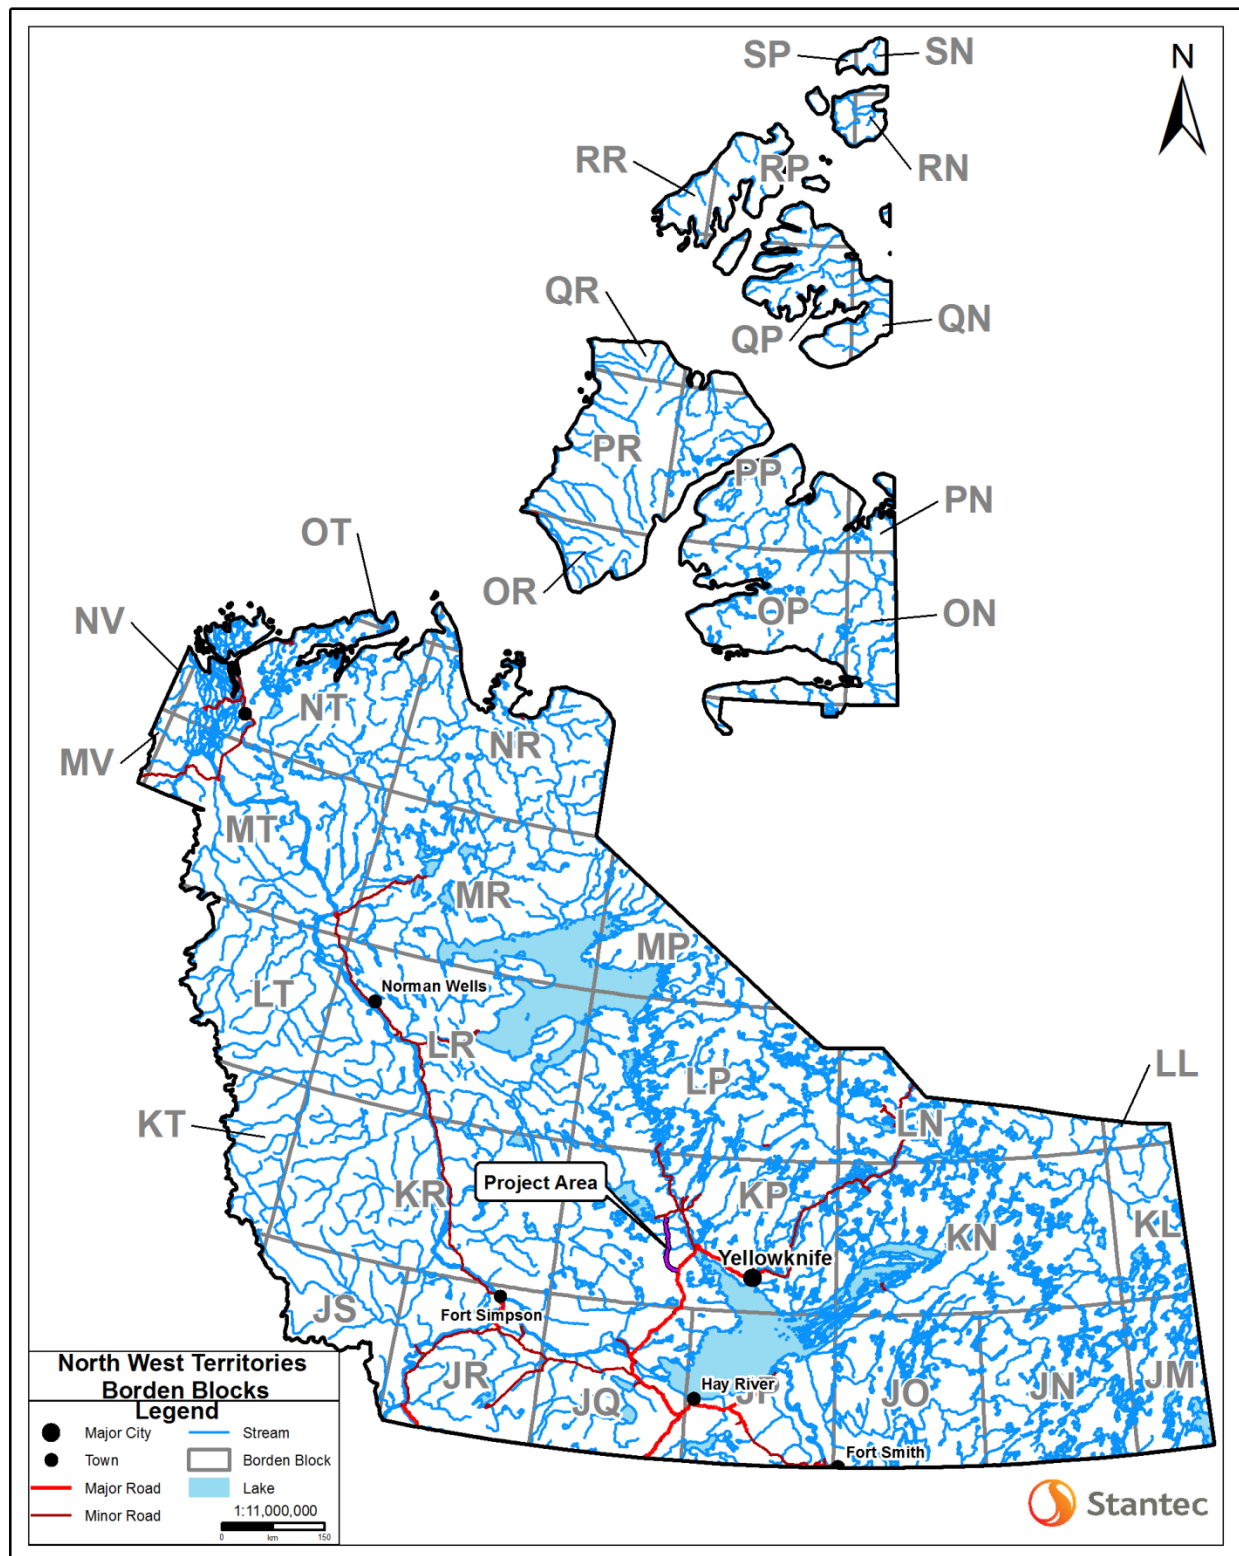 SP
SN
N
RR
RP
RN
QR
QP
QN
PR
PP
PN
OT
OR
OP
ON
NV
NT
NR
MV
MT
MR
MP
Norman Wells
LT
LR
LP
LL
LN
KT
Project Area
KR
KP
KN
KL
Yellowknife
JS
Fort Simpson
JR
JQ
Hay River
JP
JO
JN
JM
Fort Smith
North West Territories
Borden Blocks
Legend
Major City
Stream
Town
Borden Block
Major Road
Lake
Minor Road
1:11,000,000
0 km 150
Stantec